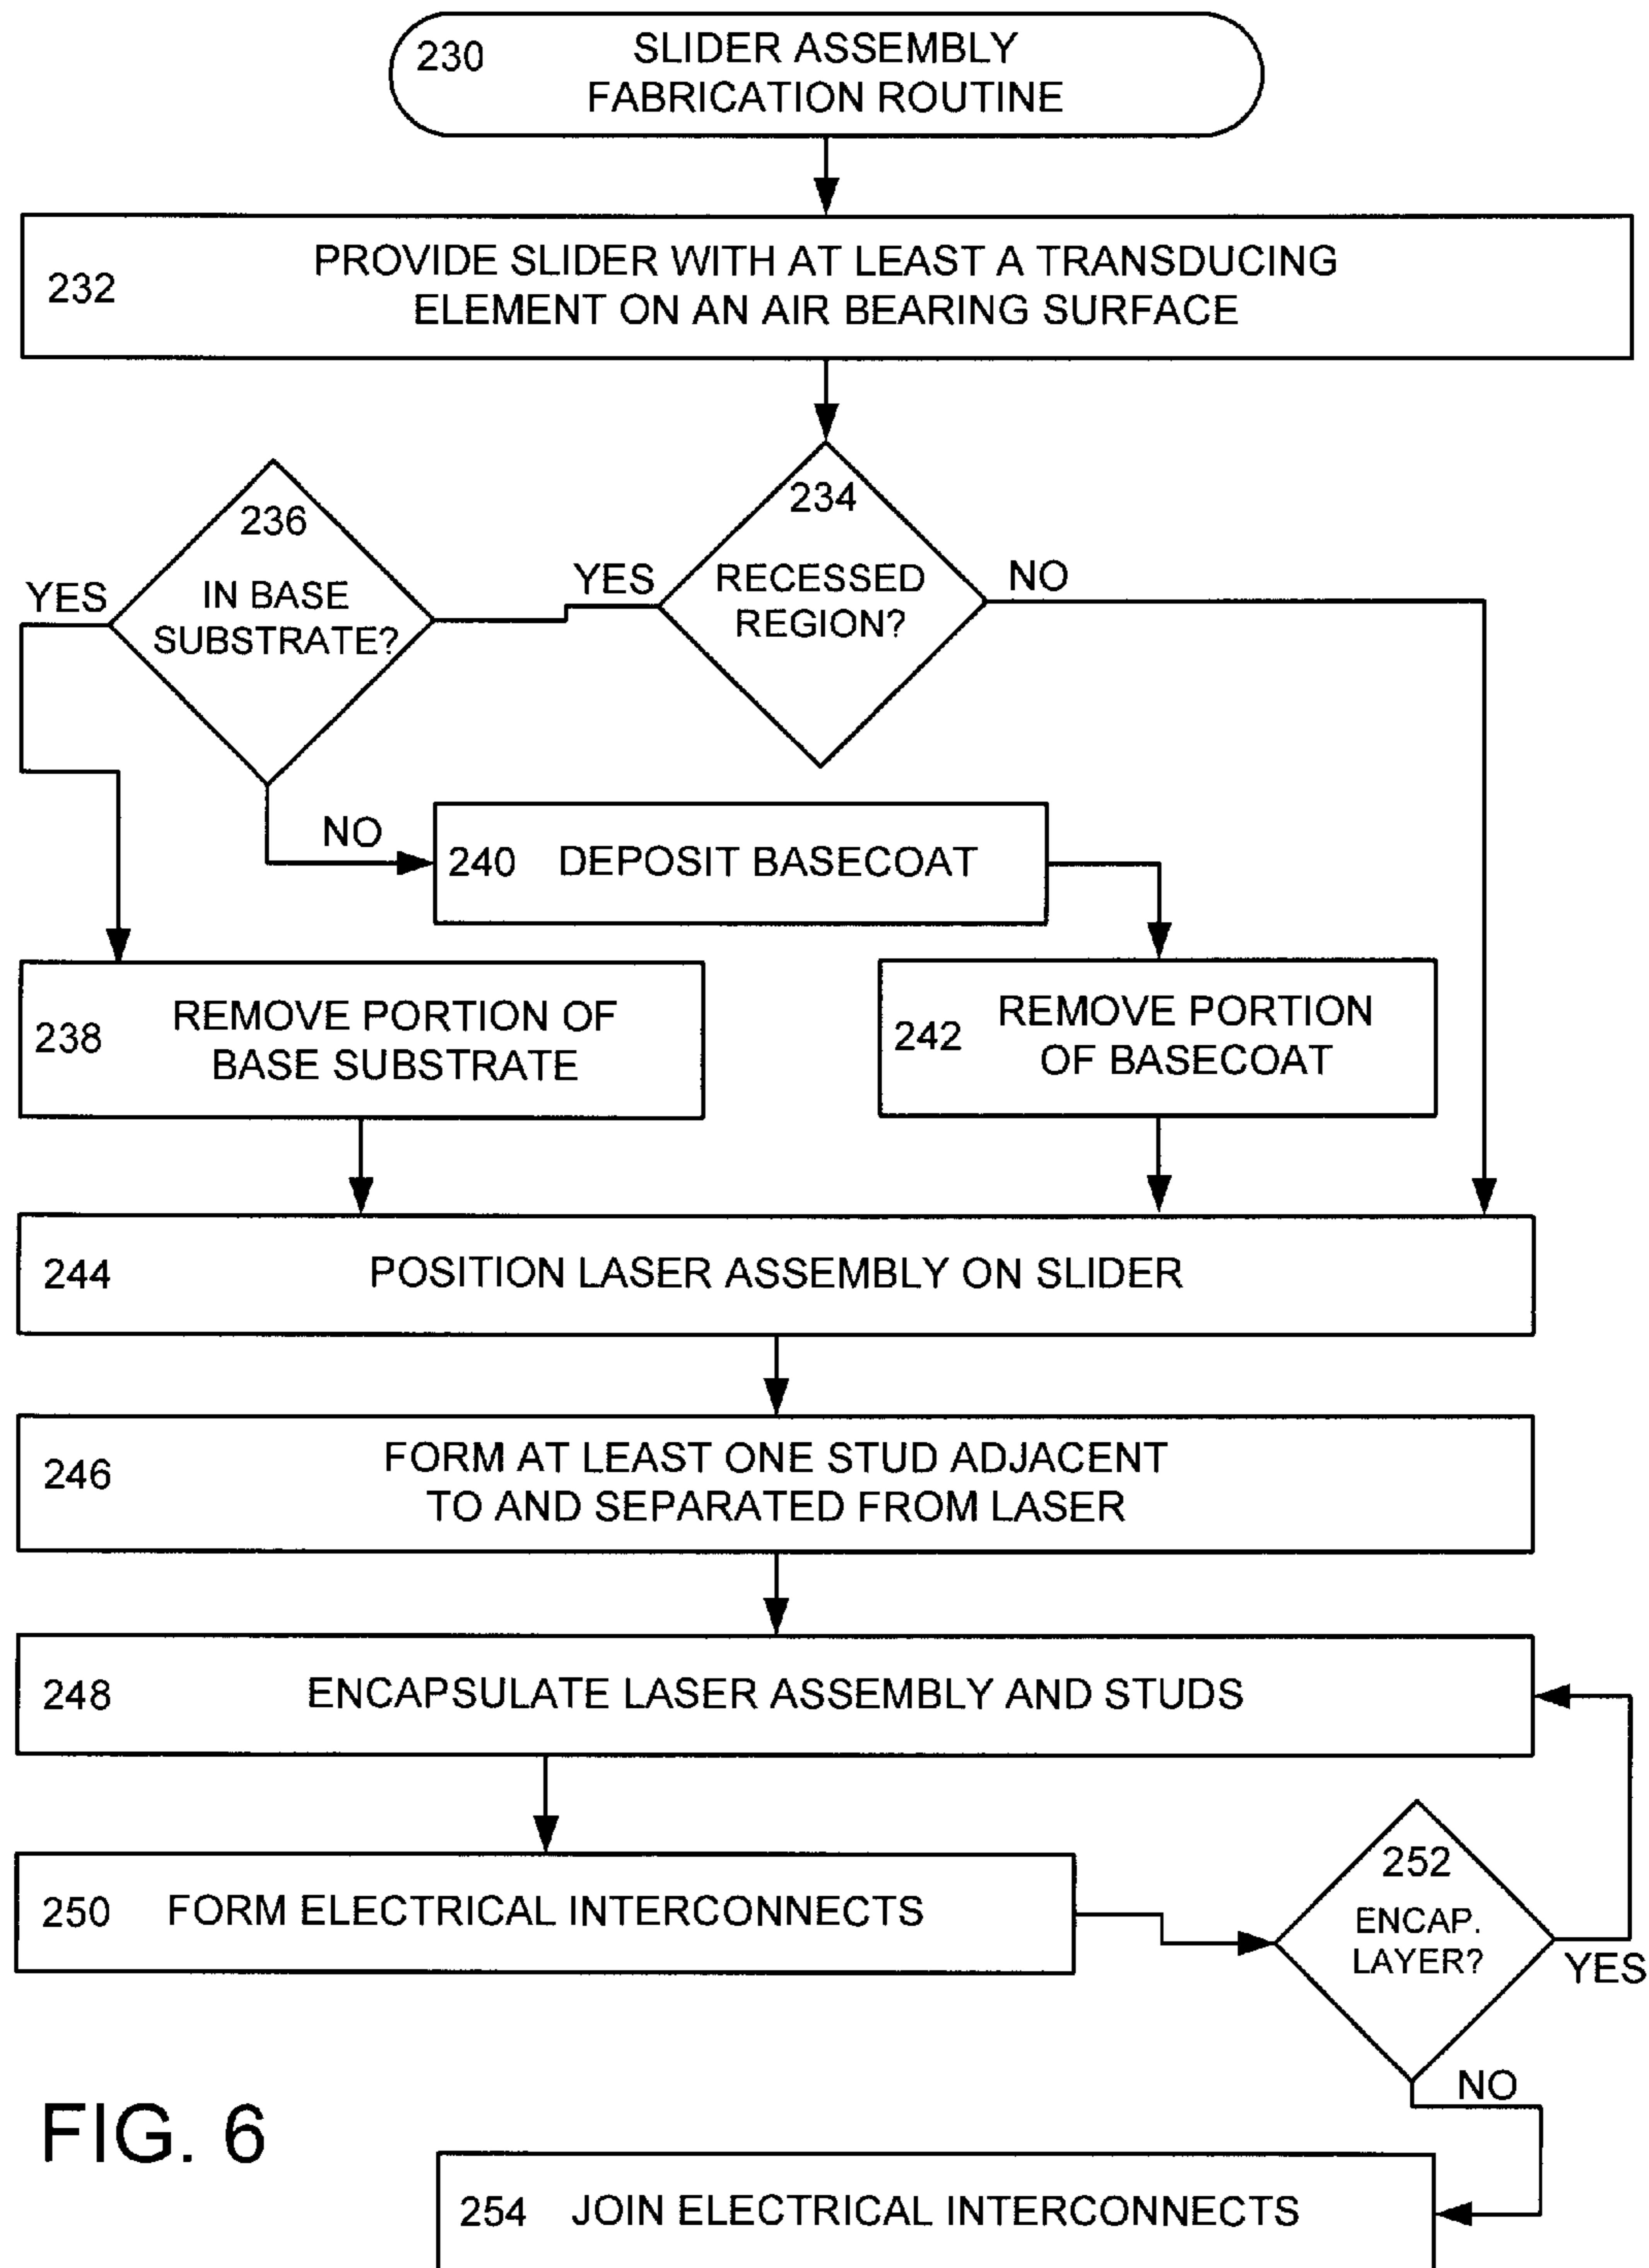 230
SLIDER ASSEMBLY
FABRICATION ROUTINE
232
PROVIDE SLIDER WITH AT LEAST A TRANSDUCING
ELEMENT ON AN AIR BEARING SURFACE
234
RECESSED
REGION?
YES
NO
236
IN BASE
SUBSTRATE?
YES
NO
240 DEPOSIT BASECOAT
238
REMOVE PORTION OF
BASE SUBSTRATE
242
REMOVE PORTION
OF BASECOAT
244 POSITION LASER ASSEMBLY ON SLIDER
246
FORM AT LEAST ONE STUD ADJACENT
TO AND SEPARATED FROM LASER
248 ENCAPSULATE LASER ASSEMBLY AND STUDS
250 FORM ELECTRICAL INTERCONNECTS
252
ENCAP.
LAYER?
YES
NO
254 JOIN ELECTRICAL INTERCONNECTS
FIG. 6